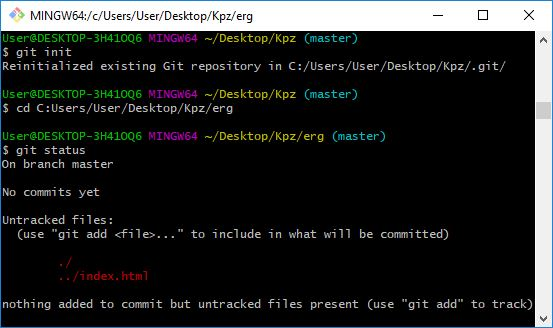 MINGW64:/c/Users/User/Desktop/Kpz/erg
User@DESKTOP-3H41OQ6 MINGW64 ~/Desktop/Kpz (master)
$ git init
Reinitialized existing Git repository in C:/Users/User/Desktop/Kpz/.git/
User@DESKTOP-3H41OQ6 MINGW64 ~/Desktop/Kpz (master)
$ cd C:Users/User/Desktop/Kpz/erg
User@DESKTOP-3H41OQ6 MINGW64 ~/Desktop/Kpz/erg (master)
$ git status
On branch master
No commits yet
Untracked files:
  (use "git add <file>..." to include in what will be committed)
        ./
        ../index.html
nothing added to commit but untracked files present (use "git add" to track)